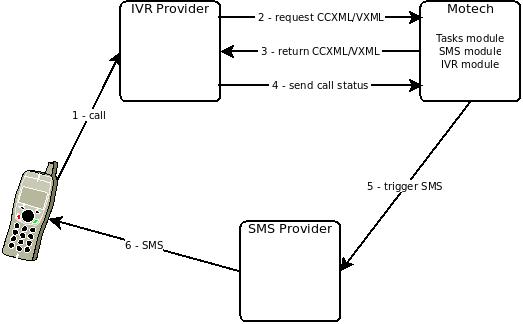 IVR Provider
2 - request CCXML/VXML
Motech
Tasks module
SMS module
IVR module
3 - return CCXML/VXML
4 - send call status
1 - call
5 - trigger SMS
SMS Provider
6 - SMS